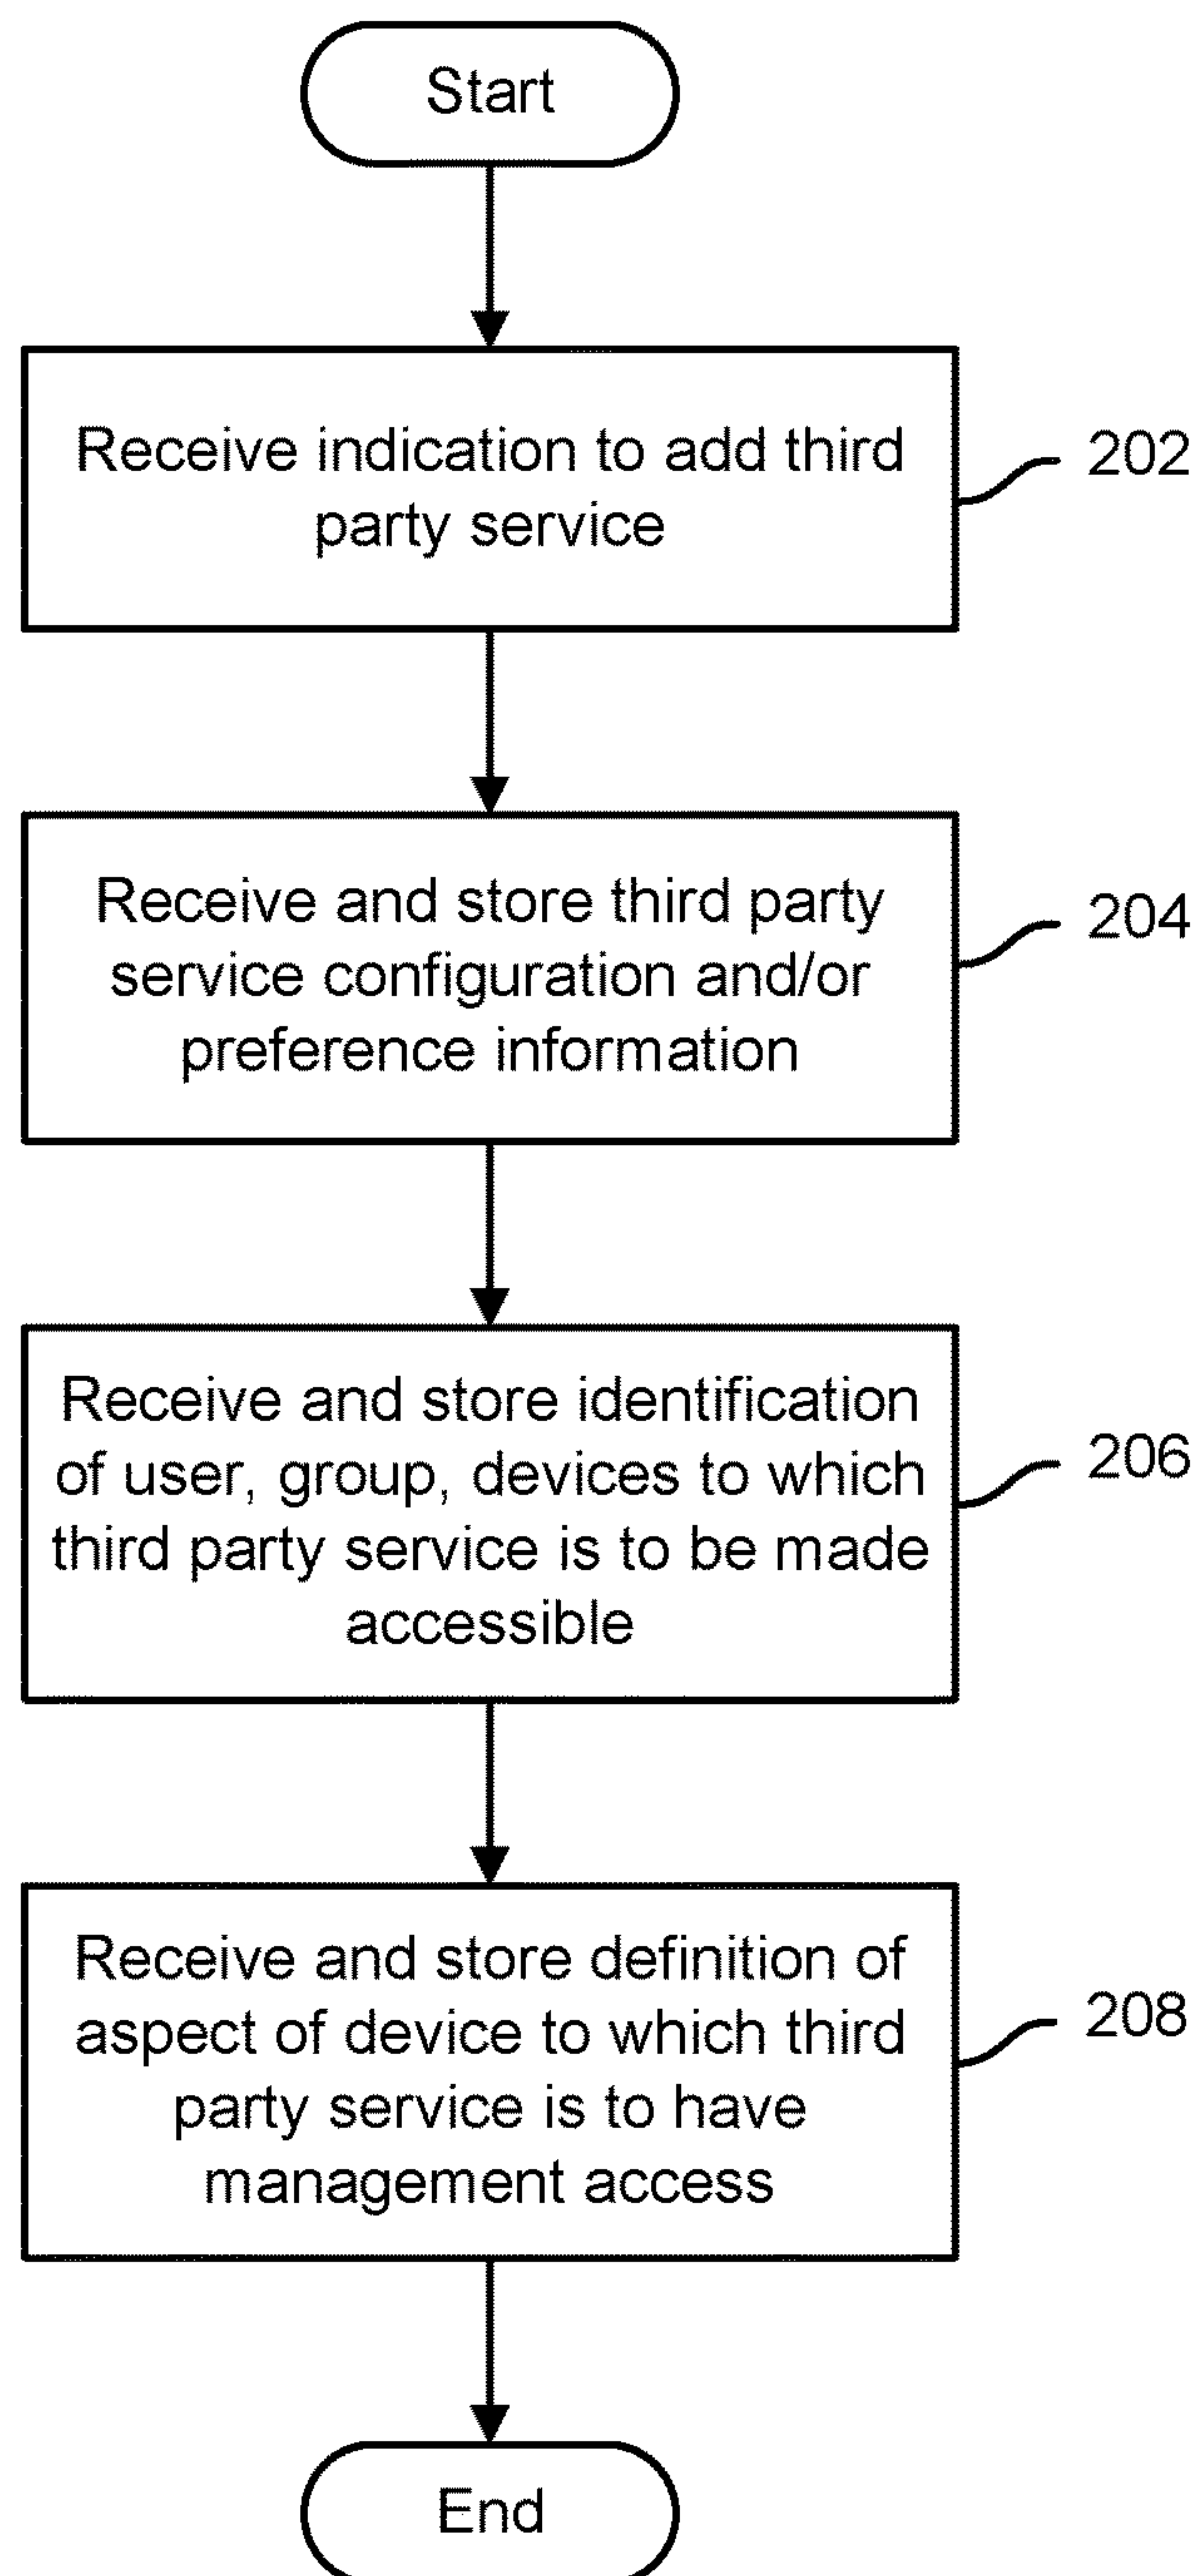 Start
Receive indication to add third
party service
202
Receive and store third party
service configuration and/or
preference information
204
Receive and store identification
of user, group, devices to which
third party service is to be made
accessible
206
Receive and store definition of
aspect of device to which third
party service is to have
management access
208
End